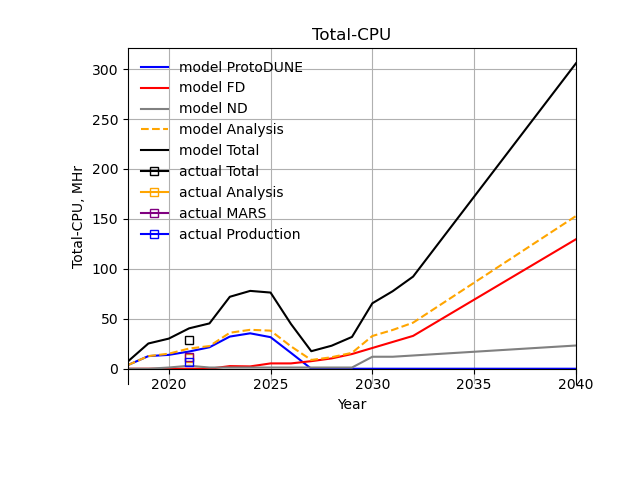 Total-CPU
300
250
200
150
100
50
0
Total-CPU, MHr
model ProtoDUNE
model FD
model ND
model Analysis
model Total
actual Total
actual Analysis
actual MARS
actual Production
2020
2025
2030
2035
2040
Year